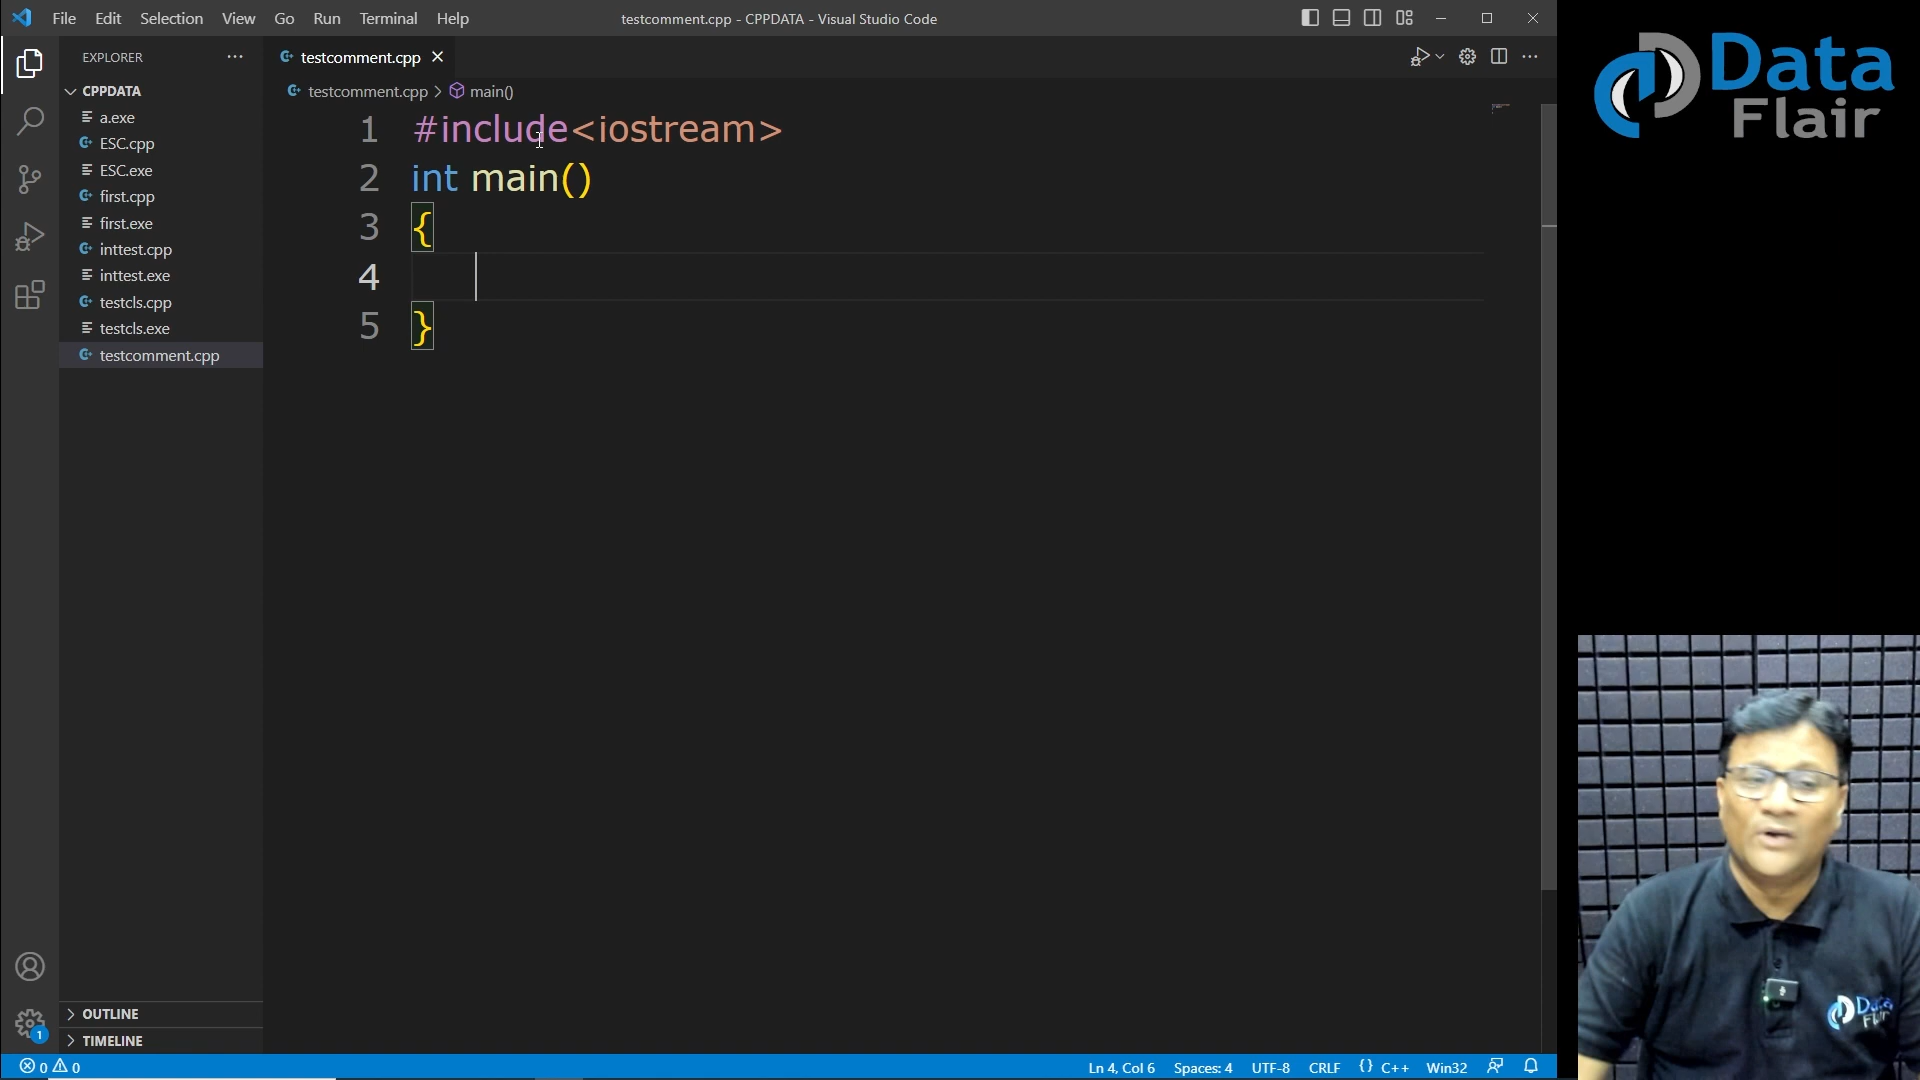 File Edit Selection View Go Run Terminal Help
testcomment.cpp - CPPDATA - Visual Studio Code
EXPLORER
CPPDATA
a.exe
ESC.cpp
ESC.exe
first.cpp
first.exe
inttest.cpp
inttest.exe
testcls.cpp
testcls.exe
testcomment.cpp
OUTLINE
TIMELINE
1
testcomment.cpp
testcomment.cpp > main()
1 #include<iostream>
2 int main()
3 {
4
5 }
0 0
Ln 4, Col 6 Spaces: 4 UTF-8 CRLF {} C++ Win32
Data
Flair
Data
Flair